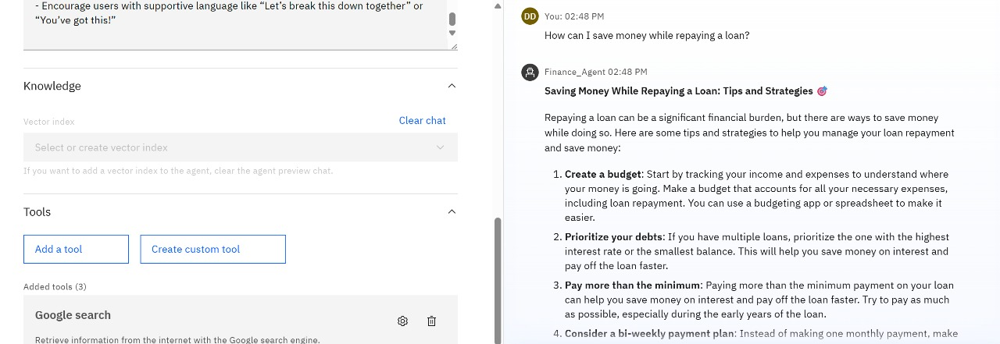 - Encourage users with supportive language like “Let’s break this down together” or
“You’ve got this!”
Knowledge
Vector index
Clear chat
Select or create vector index
If you want to add a vector index to the agent, clear the agent preview chat.
Tools
Add a tool
Create custom tool
Added tools (3)
Google search
Retrieve information from the internet with the Google search engine.
DD
You: 02:48 PM
How can I save money while repaying a loan?
Finance_Agent 02:48 PM
Saving Money While Repaying a Loan: Tips and Strategies 🎯
Repaying a loan can be a significant financial burden, but there are ways to save money
while doing so. Here are some tips and strategies to help you manage your loan repayment
and save money:
1. Create a budget: Start by tracking your income and expenses to understand where
your money is going. Make a budget that accounts for all your necessary expenses,
including loan repayment. You can use a budgeting app or spreadsheet to make it
easier.
2. Prioritize your debts: If you have multiple loans, prioritize the one with the highest
interest rate or the smallest balance. This will help you save money on interest and
pay off the loan faster.
3. Pay more than the minimum: Paying more than the minimum payment on your loan
can help you save money on interest and pay off the loan faster. Try to pay as much
as possible, especially during the early years of the loan.
4. Consider a bi-weekly payment plan: Instead of making one monthly payment, make